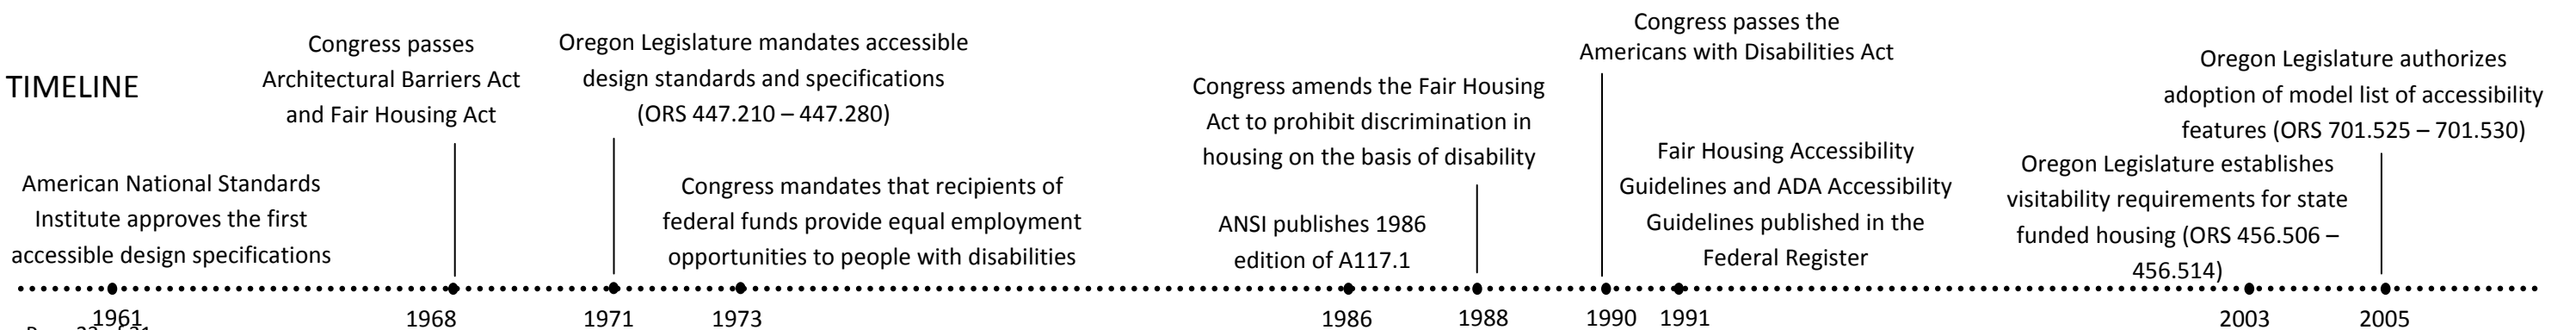 TIMELINE
American National Standards
Institute approves the first
accessible design specifications
Congress passes
Architectural Barriers Act
and Fair Housing Act
Oregon Legislature mandates accessible
design standards and specifications
(ORS 447.210 – 447.280)
Congress mandates that recipients of
federal funds provide equal employment
opportunities to people with disabilities
ANSI publishes 1986
edition of A117.1
Congress amends the Fair Housing
Act to prohibit discrimination in
housing on the basis of disability
Congress passes the
Americans with Disabilities Act
Fair Housing Accessibility
Guidelines and ADA Accessibility
Guidelines published in the
Federal Register
Oregon Legislature establishes
visitability requirements for state
funded housing (ORS 456.506 –
456.514)
Oregon Legislature authorizes
adoption of model list of accessibility
features (ORS 701.525 – 701.530)
1961
1968
1971
1973
1986
1988
1990
1991
2003
2005